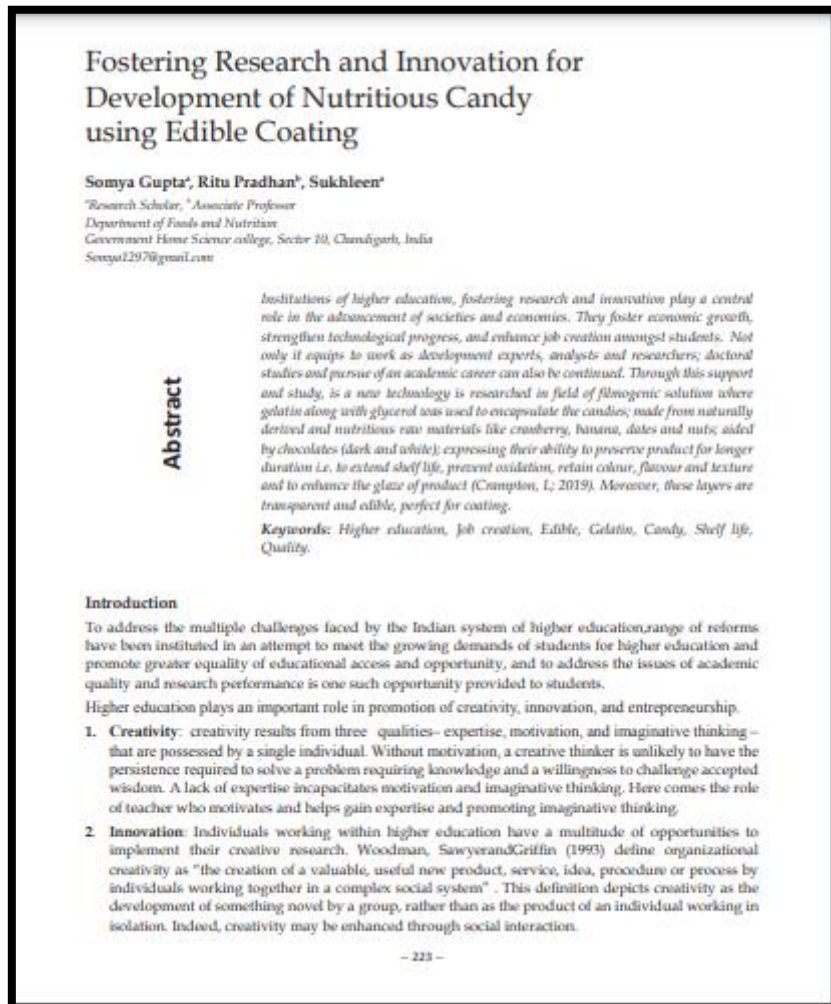 Fostering Research and Innovation for
Development of Nutritious Candy
using Edible Coating
Somya Guptaᵃ, Ritu Pradhanᵇ, Sukhleenᵃ
ᵃResearch Scholar, ᵇAssociate Professor
Department of Foods and Nutrition
Government Home Science college, Sector 10, Chandigarh, India
Somya1297@gmail.com
Abstract
Institutions of higher education, fostering research and innovation play a central
role in the advancement of societies and economies. They foster economic growth,
strengthen technological progress, and enhance job creation amongst students. Not
only it equips to work as development experts, analysts and researchers; doctoral
studies and pursue of an academic career can also be continued. Through this support
and study, is a new technology is researched in field of filmogenic solution where
gelatin along with glycerol was used to encapsulate the candies; made from naturally
derived and nutritious raw materials like cranberry, banana, dates and nuts; aided
by chocolates (dark and white); expressing their ability to preserve product for longer
duration i.e. to extend shelf life, prevent oxidation, retain colour, flavour and texture
and to enhance the glaze of product (Crampton, L; 2019). Moreover, these layers are
transparent and edible, perfect for coating.
Keywords: Higher education, Job creation, Edible, Gelatin, Candy, Shelf life,
Quality.
Introduction
To address the multiple challenges faced by the Indian system of higher education,range of reforms
have been instituted in an attempt to meet the growing demands of students for higher education and
promote greater equality of educational access and opportunity, and to address the issues of academic
quality and research performance is one such opportunity provided to students.
Higher education plays an important role in promotion of creativity, innovation, and entrepreneurship.
1. Creativity: creativity results from three qualities– expertise, motivation, and imaginative thinking –
that are possessed by a single individual. Without motivation, a creative thinker is unlikely to have the
persistence required to solve a problem requiring knowledge and a willingness to challenge accepted
wisdom. A lack of expertise incapacitates motivation and imaginative thinking. Here comes the role
of teacher who motivates and helps gain expertise and promoting imaginative thinking.
2. Innovation: Individuals working within higher education have a multitude of opportunities to
implement their creative research. Woodman, SawyerandGriffin (1993) define organizational
creativity as "the creation of a valuable, useful new product, service, idea, procedure or process by
individuals working together in a complex social system" . This definition depicts creativity as the
development of something novel by a group, rather than as the product of an individual working in
isolation. Indeed, creativity may be enhanced through social interaction.
– 223 –